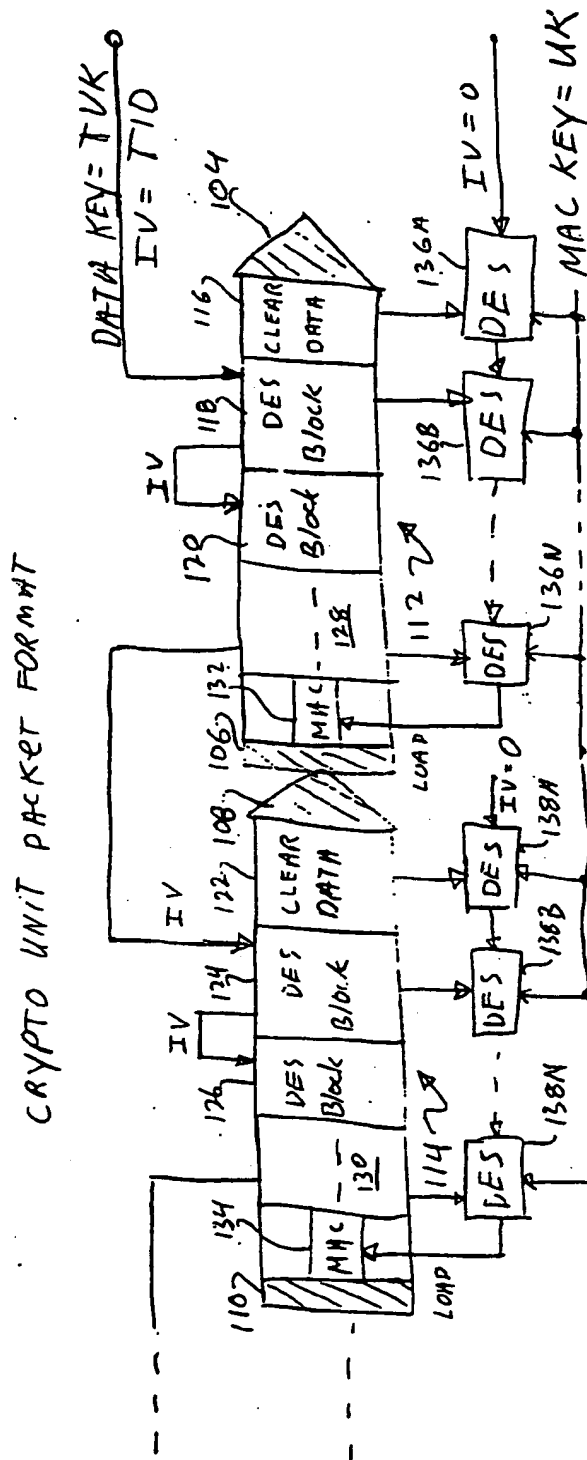 CRYPTO UNIT PACKET FORMAT
DATA KEY = TVK
IV = TID
IV
IV
IV
110
134
126
124
122
108
106
132
120
118
116
104
MAC
130
DES
Block
DES
Block
CLEAR
DATA
MAC
128
DES
Block
DES
Block
CLEAR
DATA
LOAD
114
LOAD
112
IV = 0
IV = 0
DES
138N
DES
138B
DES
138A
DES
136N
DES
136B
DES
136A
MAC KEY = UK